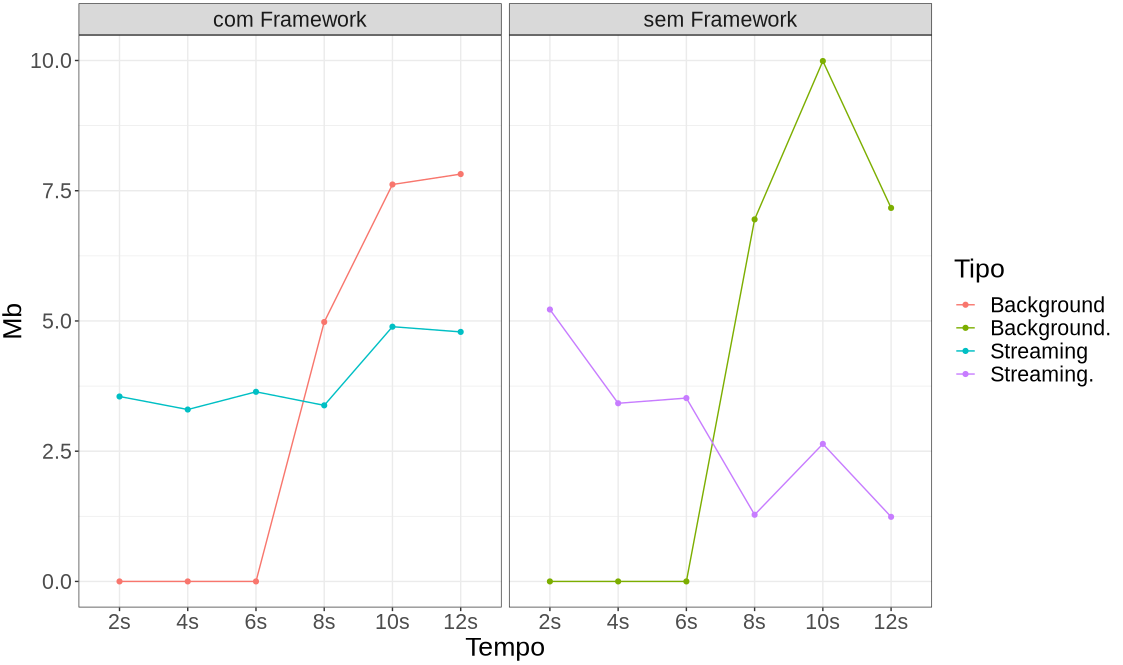 com Framework
sem Framework
10.0
7.5
5.0
2.5
0.0
Mb
2s 4s 6s 8s 10s 12s
2s 4s 6s 8s 10s 12s
Tempo
Tipo
Background
Background.
Streaming
Streaming.